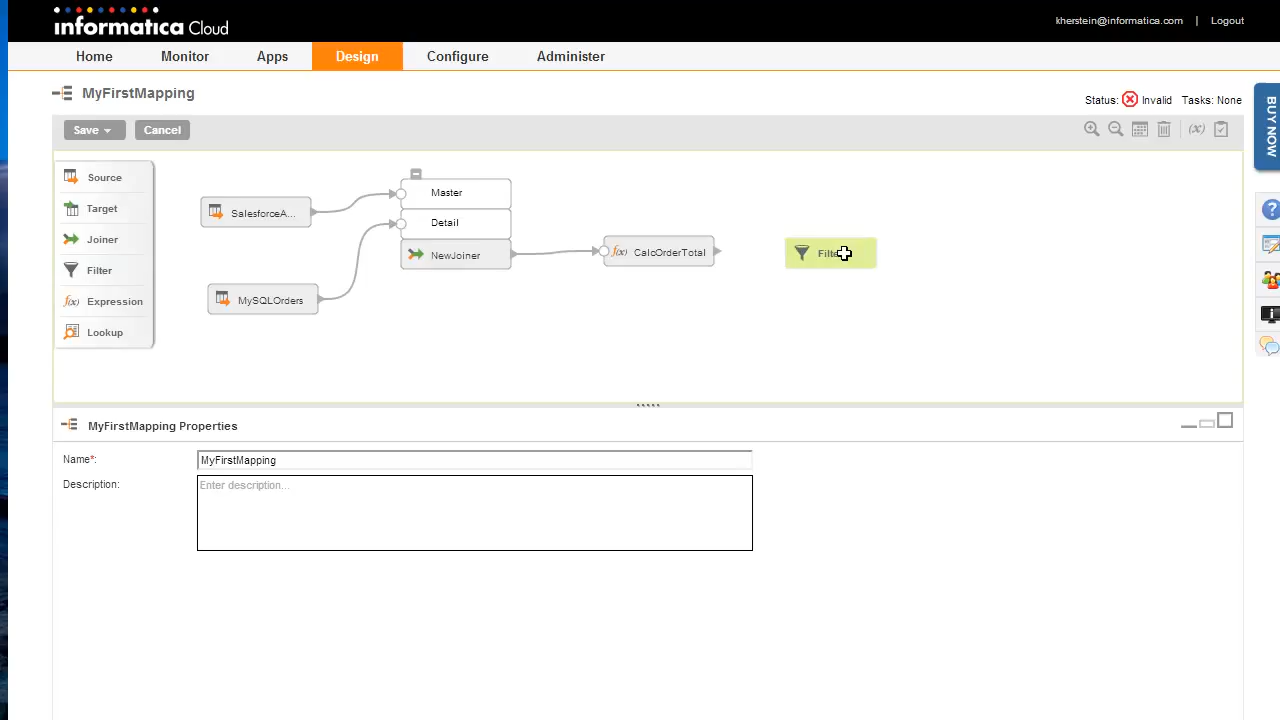 informatica Cloud
kherstein@informatica.com | Logout
Home Monitor Apps Design Configure Administer
MyFirstMapping
Status: Invalid Tasks: None
BUY NOW
Save Cancel
(x)
Source
Target
Joiner
Filter
f(x) Expression
Lookup
SalesforceA...
MySQLOrders
Master
Detail
NewJoiner
f(x) CalcOrderTotal
MyFirstMapping Properties
Name*: MyFirstMapping
Description: Enter description...